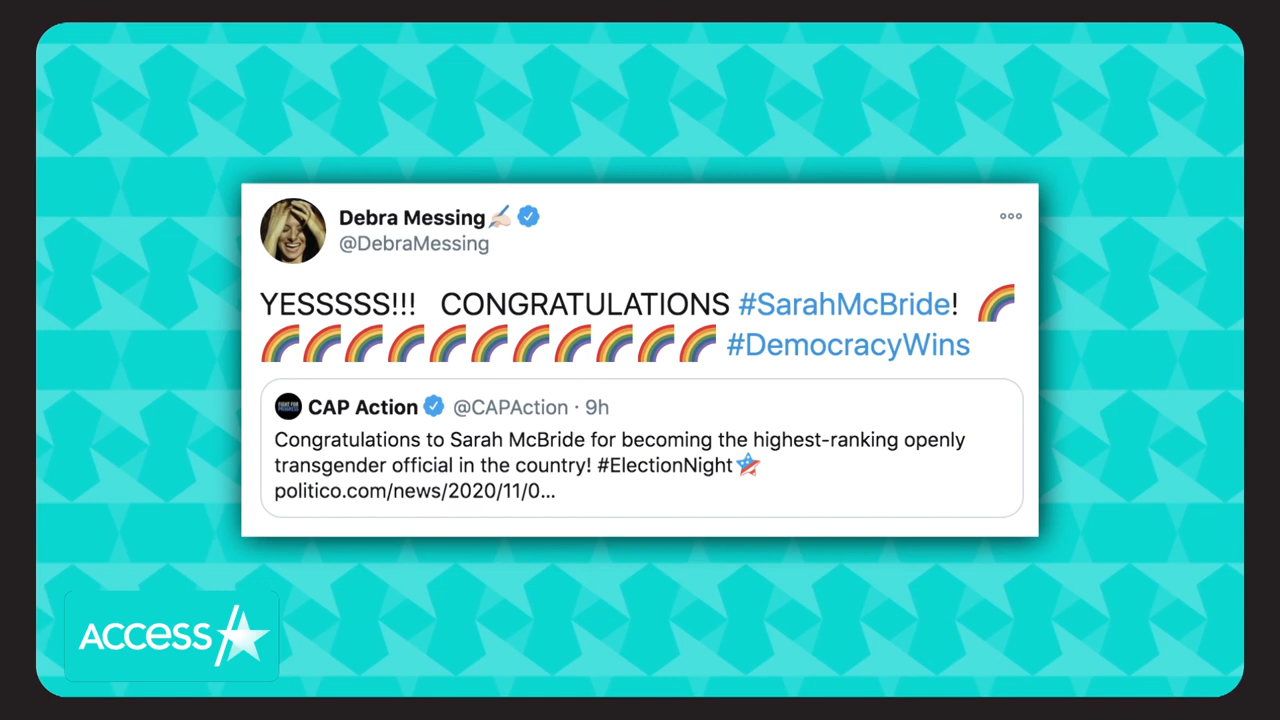 Debra Messing✍🏻
@DebraMessing
YESSSSS!!! CONGRATULATIONS #SarahMcBride! 🌈
🌈🌈🌈🌈🌈🌈🌈🌈🌈🌈🌈 #DemocracyWins
CAP Action @CAPAction · 9h
Congratulations to Sarah McBride for becoming the highest-ranking openly
transgender official in the country! #ElectionNight
politico.com/news/2020/11/0...
ACCESS